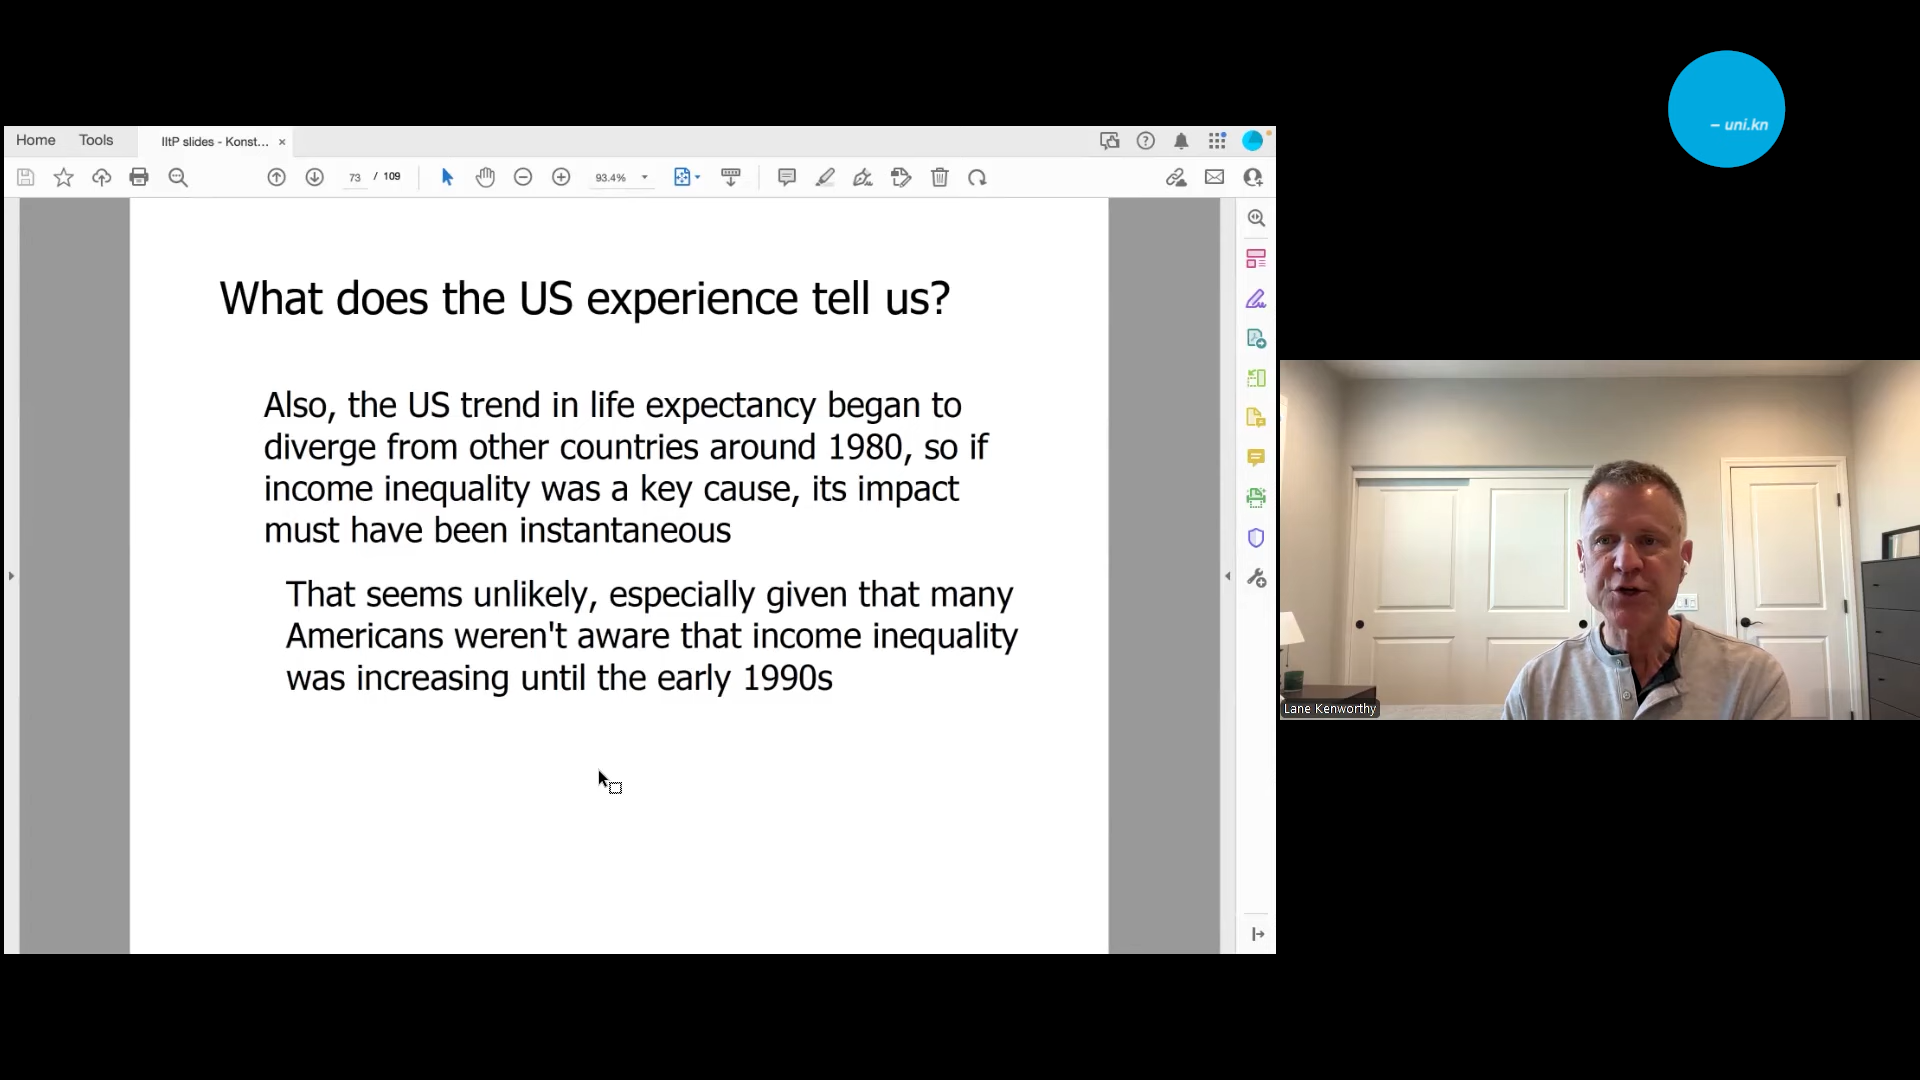 – uni.kn
Home Tools IItP slides - Konst... ×
73 / 109 93.4%
What does the US experience tell us?
Also, the US trend in life expectancy began to
diverge from other countries around 1980, so if
income inequality was a key cause, its impact
must have been instantaneous
That seems unlikely, especially given that many
Americans weren't aware that income inequality
was increasing until the early 1990s
Lane Kenworthy